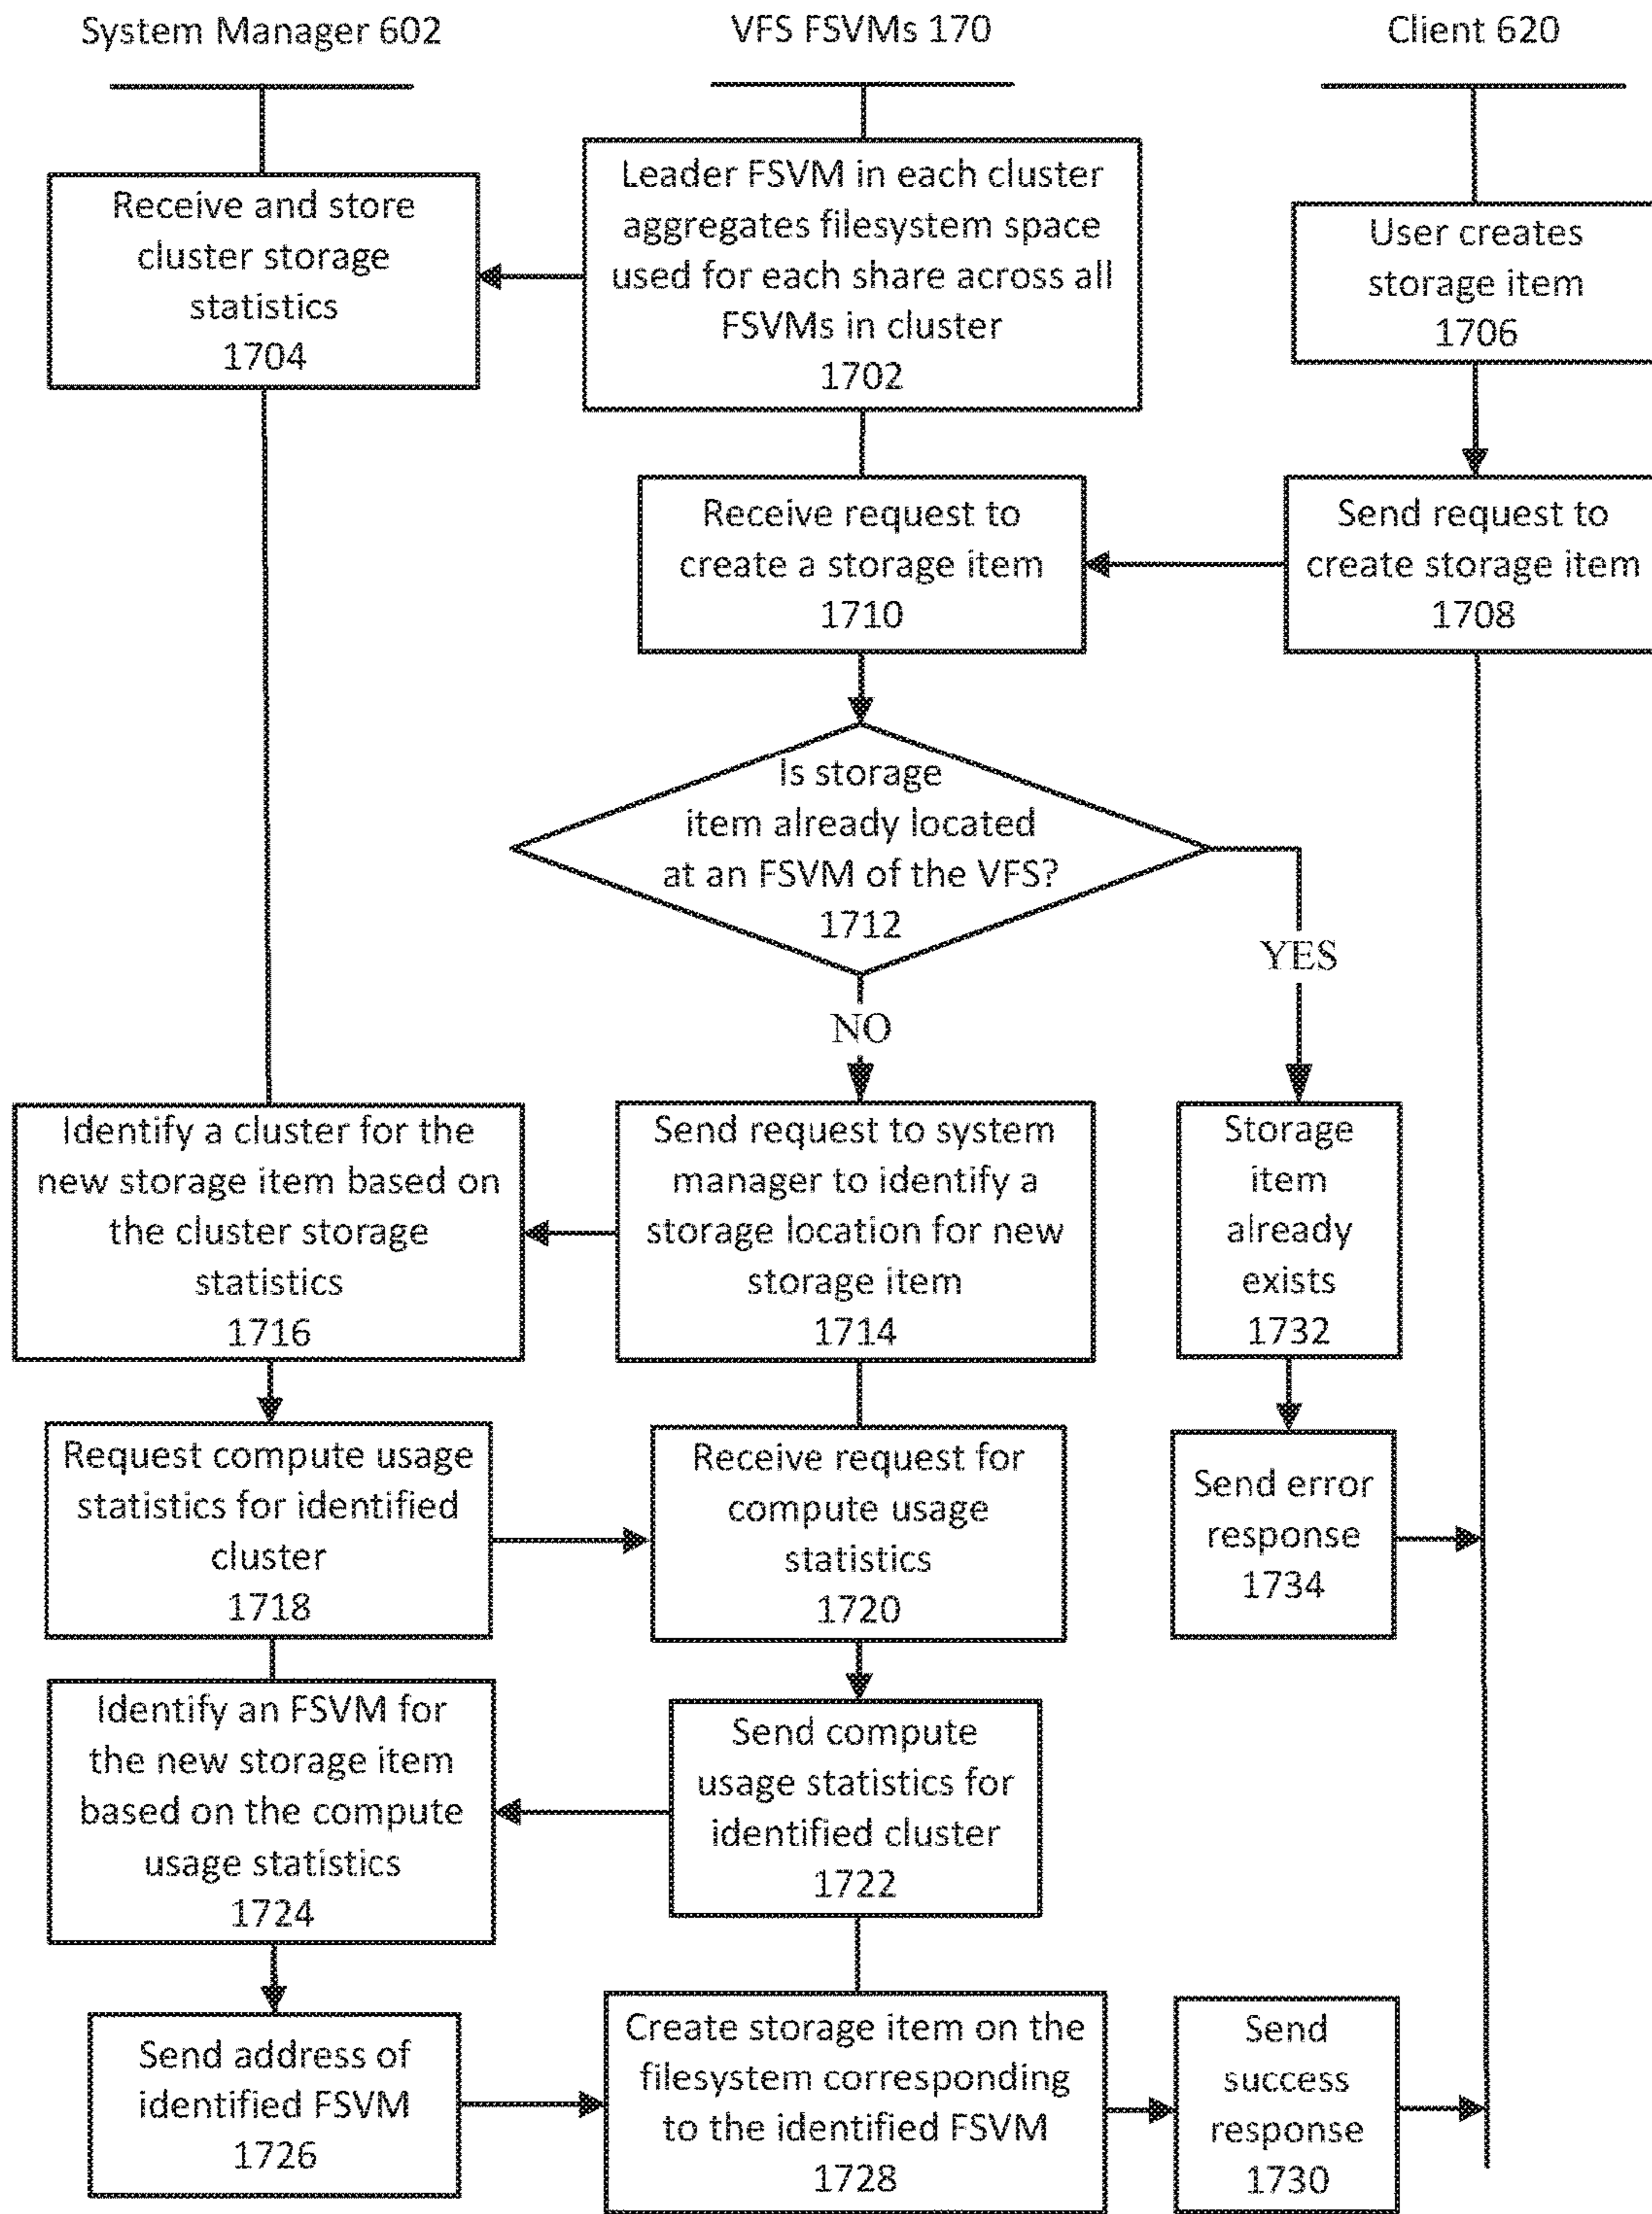 System Manager 602
VFS FSVMs 170
Client 620
Leader FSVM in each cluster
aggregates filesystem space
used for each share across all
FSVMs in cluster
1702
Receive and store
cluster storage
statistics
1704
User creates
storage item
1706
Send request to
create storage item
1708
Receive request to
create a storage item
1710
Is storage
item already located
at an FSVM of the VFS?
1712
YES
NO
Identify a cluster for the
new storage item based on
the cluster storage
statistics
1716
Send request to system
manager to identify a
storage location for new
storage item
1714
Storage
item
already
exists
1732
Request compute usage
statistics for identified
cluster
1718
Receive request for
compute usage
statistics
1720
Send error
response
1734
Identify an FSVM for
the new storage item
based on the compute
usage statistics
1724
Send compute
usage statistics for
identified cluster
1722
Send address of
identified FSVM
1726
Create storage item on the
filesystem corresponding
to the identified FSVM
1728
Send
success
response
1730